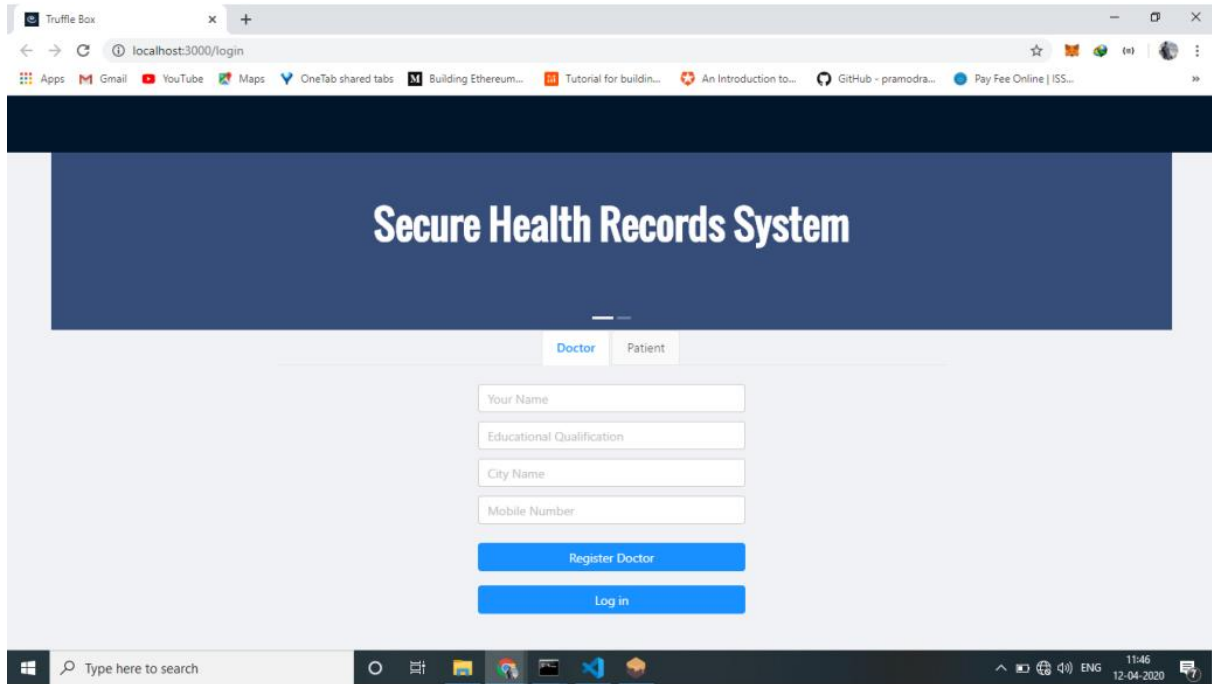 Truffle Box
localhost:3000/login
Apps Gmail YouTube Maps OneTab shared tabs Building Ethereum... Tutorial for buildin... An Introduction to... GitHub - pramodra... Pay Fee Online | ISS...
Secure Health Records System
Doctor Patient
Your Name
Educational Qualification
City Name
Mobile Number
Register Doctor
Log in
Type here to search
ENG
11:46
12-04-2020